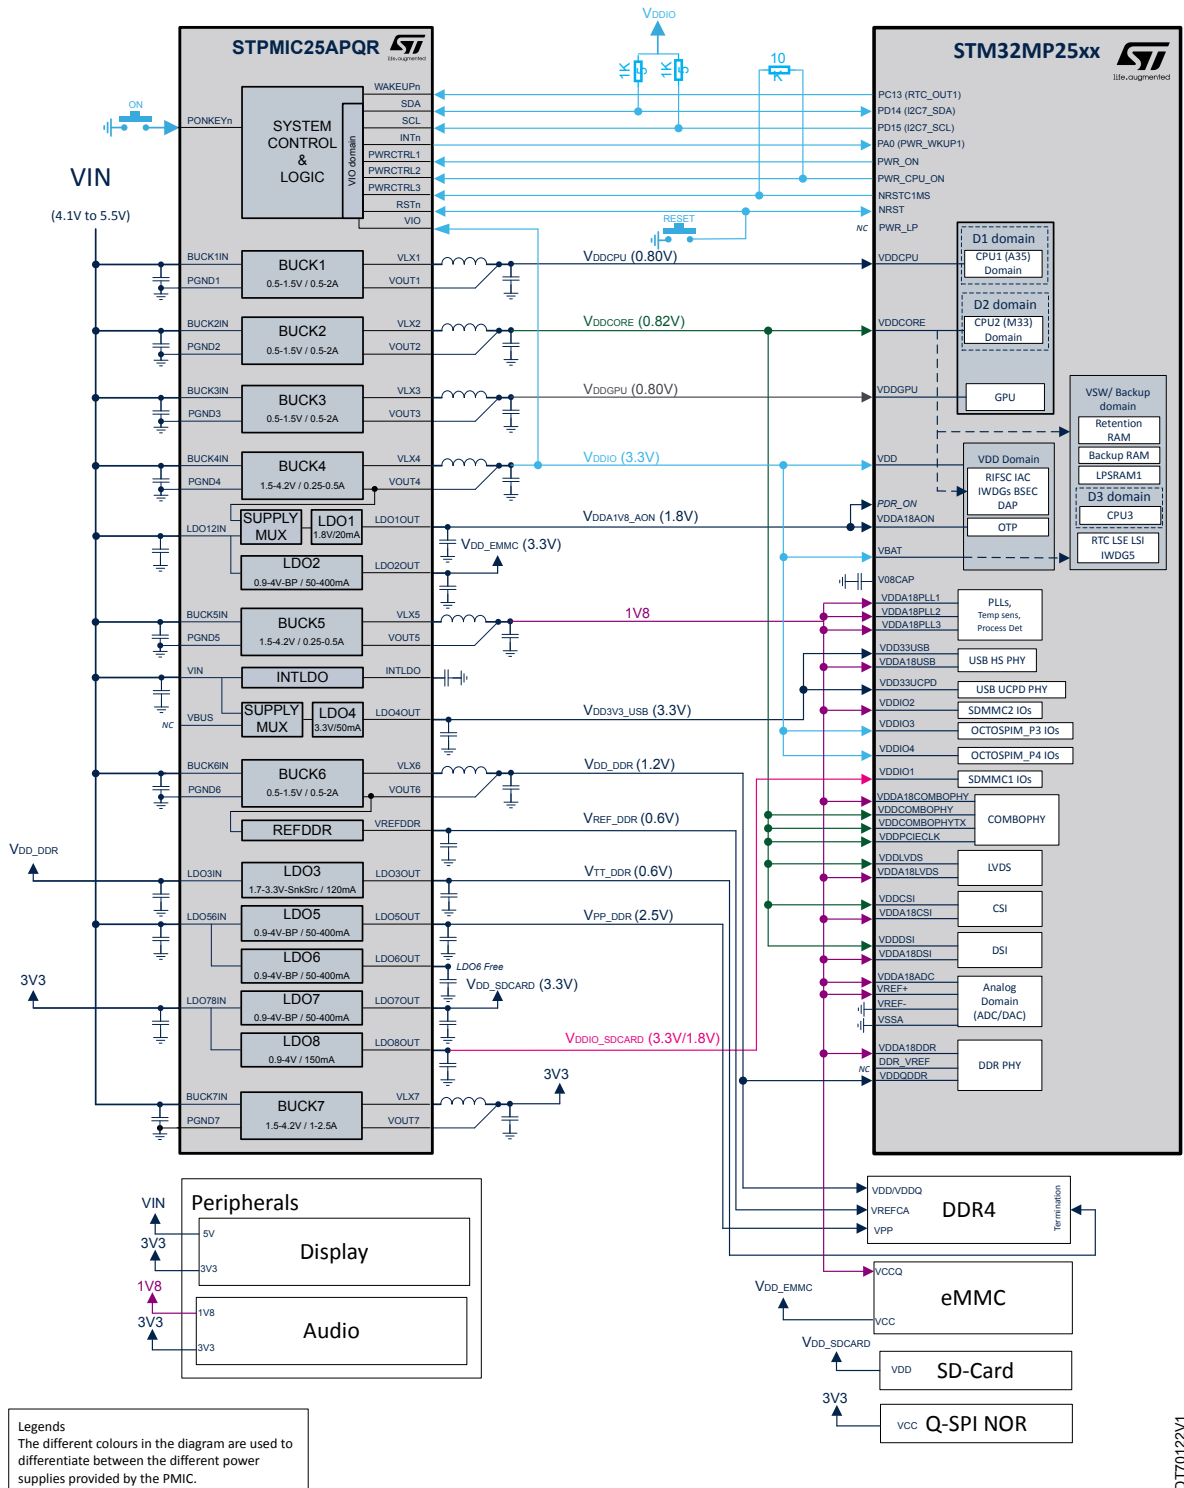 STPMIC25APQR
life.augmented
STM32MP25xx
life.augmented
VDDIO
1K5
1K5
10K
ON
PONKEYn
SYSTEM
CONTROL
&
LOGIC
VIO domain
WAKEUPn
SDA
SCL
INTn
PWRCTRL1
PWRCTRL2
PWRCTRL3
RSTn
VIO
RESET
PC13 (RTC_OUT1)
PD14 (I2C7_SDA)
PD15 (I2C7_SCL)
PA0 (PWR_WKUP1)
PWR_ON
PWR_CPU_ON
NRSTC1MS
NRST
NC PWR_LP
VIN
(4.1V to 5.5V)
BUCK1IN
PGND1
BUCK1
0.5-1.5V / 0.5-2A
VLX1
VOUT1
VDDCPU (0.80V)
VDDCPU
D1 domain
CPU1 (A35)
Domain
BUCK2IN
PGND2
BUCK2
0.5-1.5V / 0.5-2A
VLX2
VOUT2
VDDCORE (0.82V)
VDDCORE
D2 domain
CPU2 (M33)
Domain
BUCK3IN
PGND3
BUCK3
0.5-1.5V / 0.5-2A
VLX3
VOUT3
VDDGPU (0.80V)
VDDGPU
GPU
VSW/ Backup
domain
Retention
RAM
Backup RAM
LPSRAM1
D3 domain
CPU3
RTC LSE LSI
IWDG5
BUCK4IN
PGND4
BUCK4
1.5-4.2V / 0.25-0.5A
VLX4
VOUT4
VDDIO (3.3V)
VDD
VDD Domain
RIFSC IAC
IWDGs BSEC
DAP
OTP
LDO12IN
SUPPLY
MUX
LDO1
1.8V/20mA
LDO1OUT
VDDA1V8_AON (1.8V)
PDR_ON
VDDA18AON
LDO2
0.9-4V-BP / 50-400mA
LDO2OUT
VDD_EMMC (3.3V)
VBAT
V08CAP
BUCK5IN
PGND5
BUCK5
1.5-4.2V / 0.25-0.5A
VLX5
VOUT5
1V8
VDDA18PLL1
VDDA18PLL2
VDDA18PLL3
PLLs,
Temp sens,
Process Det
VIN
INTLDO
INTLDO
VDD33USB
VDDA18USB
USB HS PHY
NC
VBUS
SUPPLY
MUX
LDO4
3.3V/50mA
LDO4OUT
VDD3V3_USB (3.3V)
VDD33UCPD
USB UCPD PHY
VDDIO2
SDMMC2 IOs
VDDIO3
OCTOSPIM_P3 IOs
VDDIO4
OCTOSPIM_P4 IOs
BUCK6IN
PGND6
BUCK6
0.5-1.5V / 0.5-2A
VLX6
VOUT6
VDD_DDR (1.2V)
VDDIO1
SDMMC1 IOs
REFDDR
VREFDDR
VREF_DDR (0.6V)
VDDA18COMBOPHY
VDDCOMBOPHY
VDDCOMBOPHYTX
VDDPCIECLK
COMBOPHY
VDD_DDR
LDO3IN
LDO3
1.7-3.3V-SnkSrc / 120mA
LDO3OUT
VTT_DDR (0.6V)
VDDLVDS
VDDA18LVDS
LVDS
LDO56IN
LDO5
0.9-4V-BP / 50-400mA
LDO5OUT
VPP_DDR (2.5V)
VDDCSI
VDDA18CSI
CSI
LDO6
0.9-4V-BP / 50-400mA
LDO6OUT
LDO6 Free
VDDDSI
VDDA18DSI
DSI
3V3
LDO78IN
LDO7
0.9-4V-BP / 50-400mA
LDO7OUT
VDD_SDCARD (3.3V)
VDDA18ADC
VREF+
VREF-
VSSA
Analog
Domain
(ADC/DAC)
LDO8
0.9-4V / 150mA
LDO8OUT
VDDIO_SDCARD (3.3V/1.8V)
VDDA18DDR
DDR_VREF
NC
VDDQDDR
DDR PHY
BUCK7IN
PGND7
BUCK7
1.5-4.2V / 1-2.5A
VLX7
VOUT7
3V3
Peripherals
VIN
5V
3V3
3V3
Display
1V8
1V8
3V3
3V3
Audio
VDD/VDDQ
VREFCA
VPP
DDR4
Termination
VCCQ
VDD_EMMC
VCC
eMMC
VDD_SDCARD
VDD
SD-Card
3V3
VCC
Q-SPI NOR
Legends
The different colours in the diagram are used to
differentiate between the different power
supplies provided by the PMIC.
DT70122V1